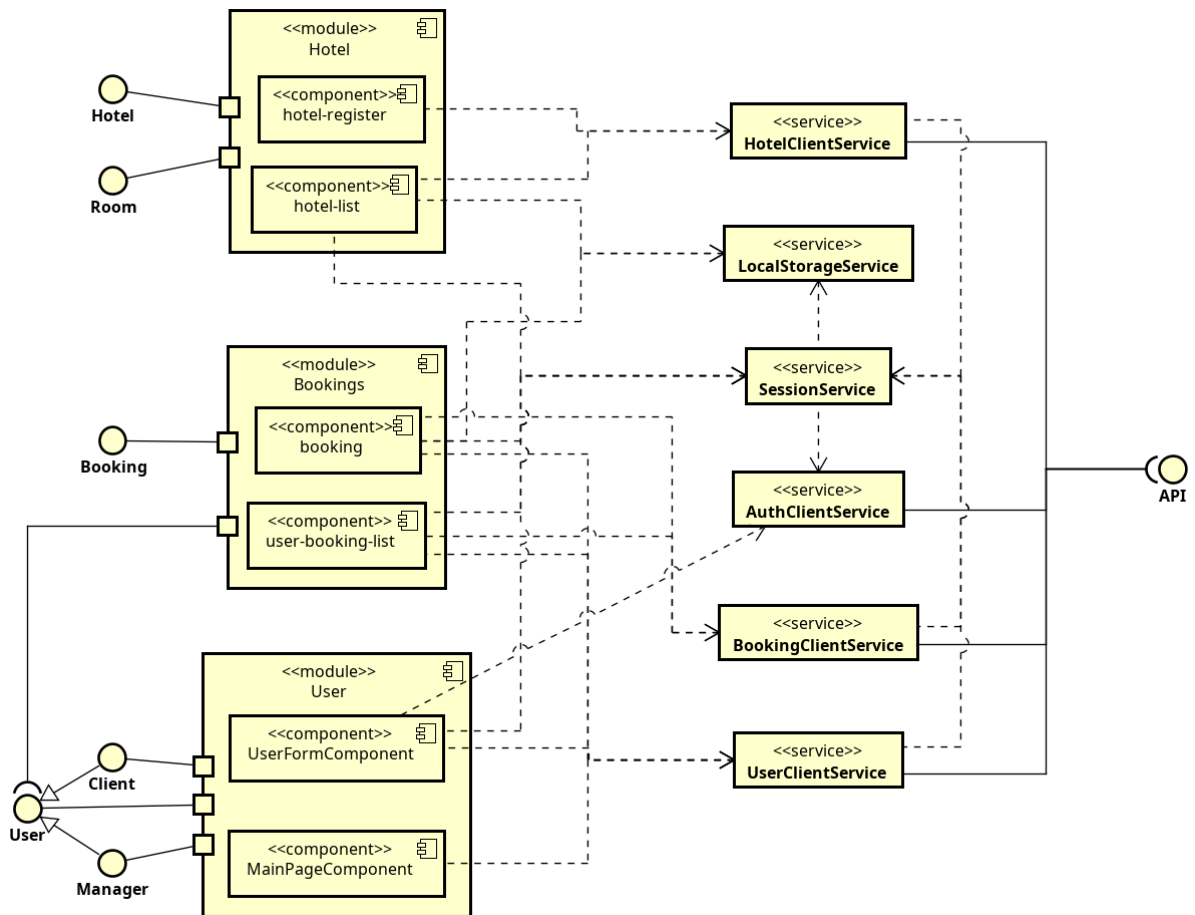 <<module>>
Hotel
<<component>>
hotel-register
<<component>>
hotel-list
Hotel
Room
<<service>>
HotelClientService
<<service>>
LocalStorageService
<<service>>
SessionService
<<service>>
AuthClientService
<<service>>
BookingClientService
<<service>>
UserClientService
API
<<module>>
Bookings
<<component>>
booking
<<component>>
user-booking-list
Booking
<<module>>
User
<<component>>
UserFormComponent
<<component>>
MainPageComponent
Client
User
Manager